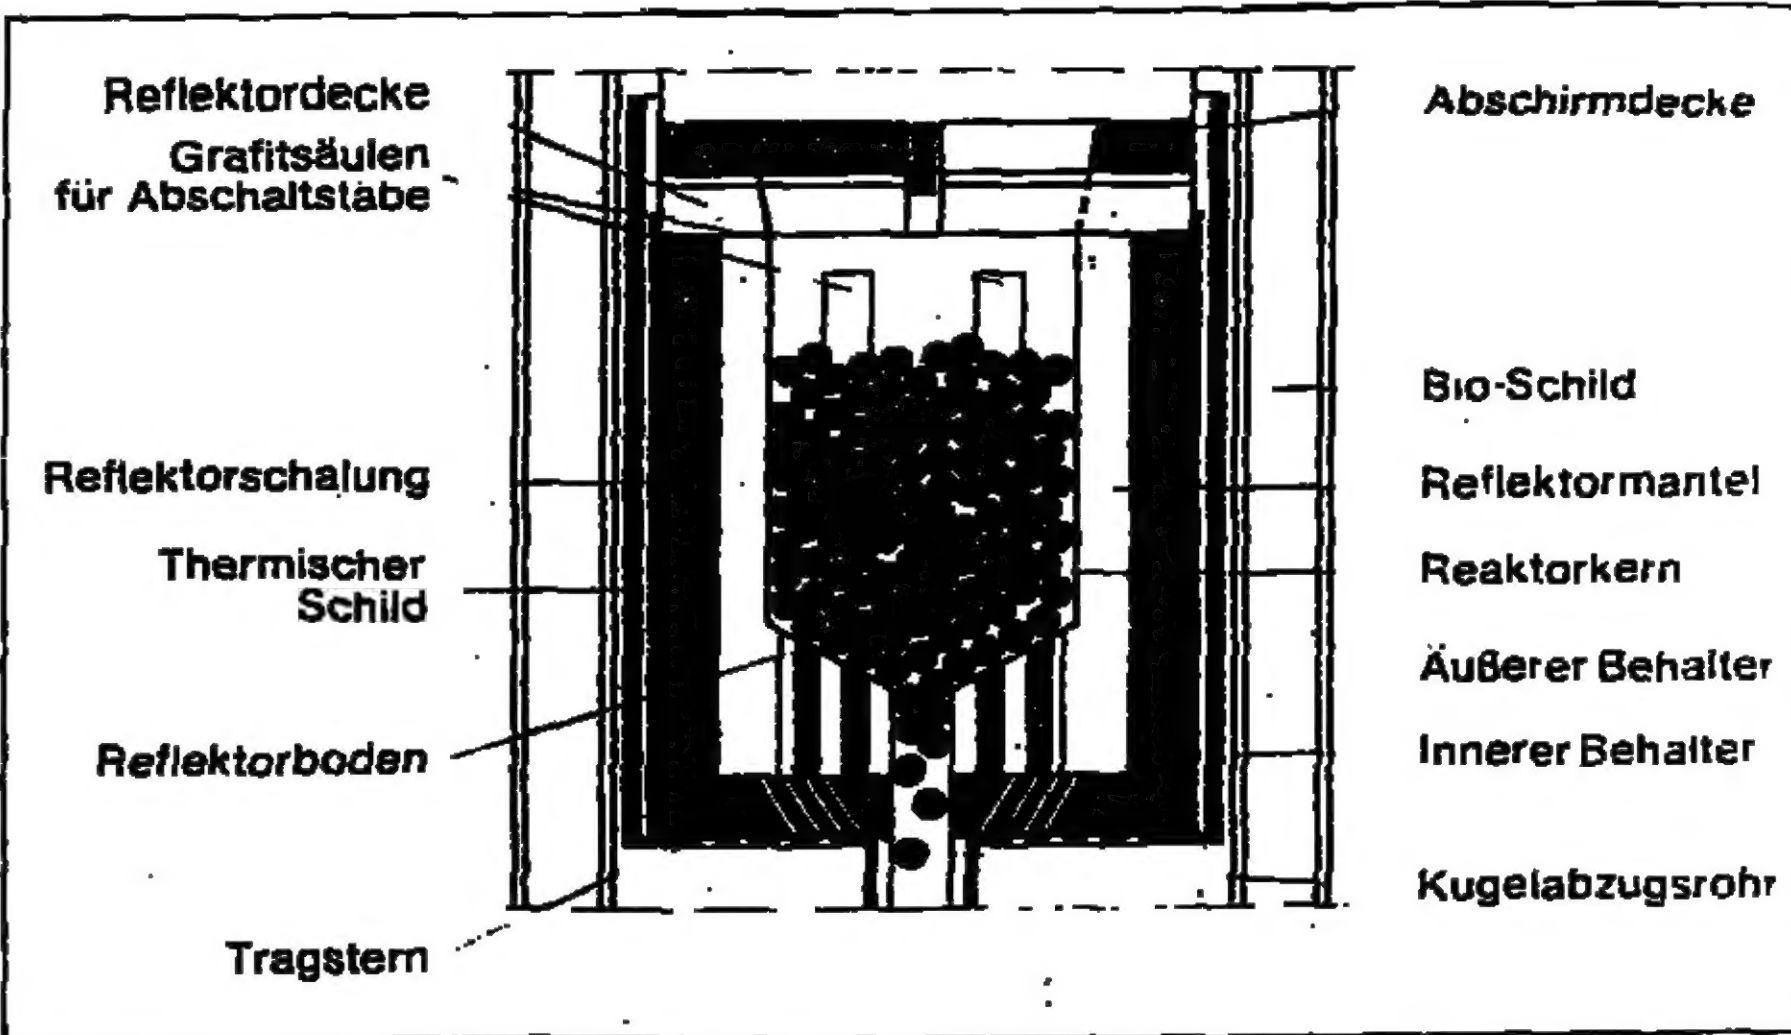 Reflektordecke
Grafitsäulen
für Abschaltstäbe
Reflektorschalung
Thermischer
Schild
Reflektorboden
Tragstern
Abschirmdecke
Bio-Schild
Reflektormantel
Reaktorkern
Äußerer Behalter
Innerer Behalter
Kugelabzugsrohr